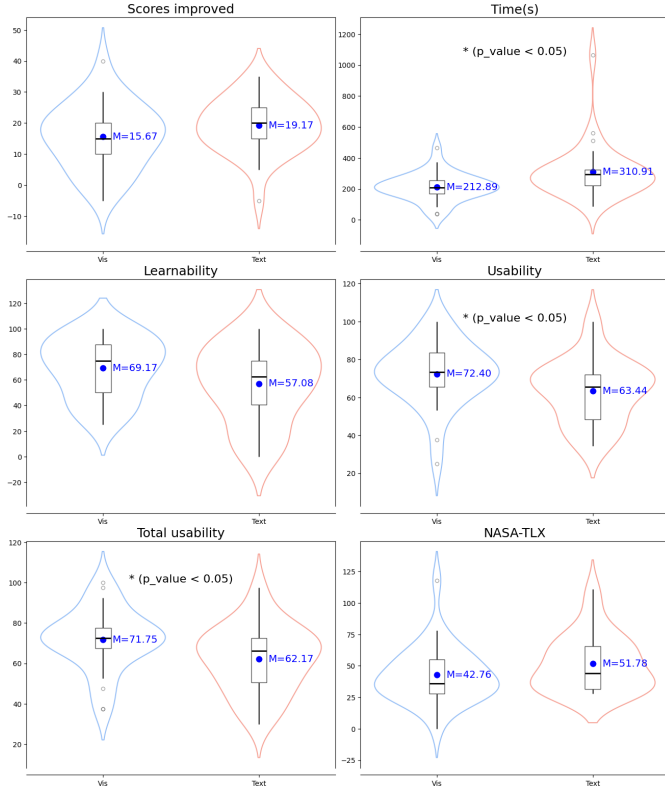 Scores improved
50
40
30
20
10
0
−10
M=15.67
M=19.17
Vis
Text
Time(s)
1200
1000
800
600
400
200
0
* (p_value < 0.05)
M=212.89
M=310.91
Vis
Text
Learnability
120
100
80
60
40
20
0
−20
M=69.17
M=57.08
Vis
Text
Usability
120
100
80
60
40
20
* (p_value < 0.05)
M=72.40
M=63.44
Vis
Text
Total usability
120
100
80
60
40
20
* (p_value < 0.05)
M=71.75
M=62.17
Vis
Text
NASA-TLX
125
100
75
50
25
0
−25
M=42.76
M=51.78
Vis
Text